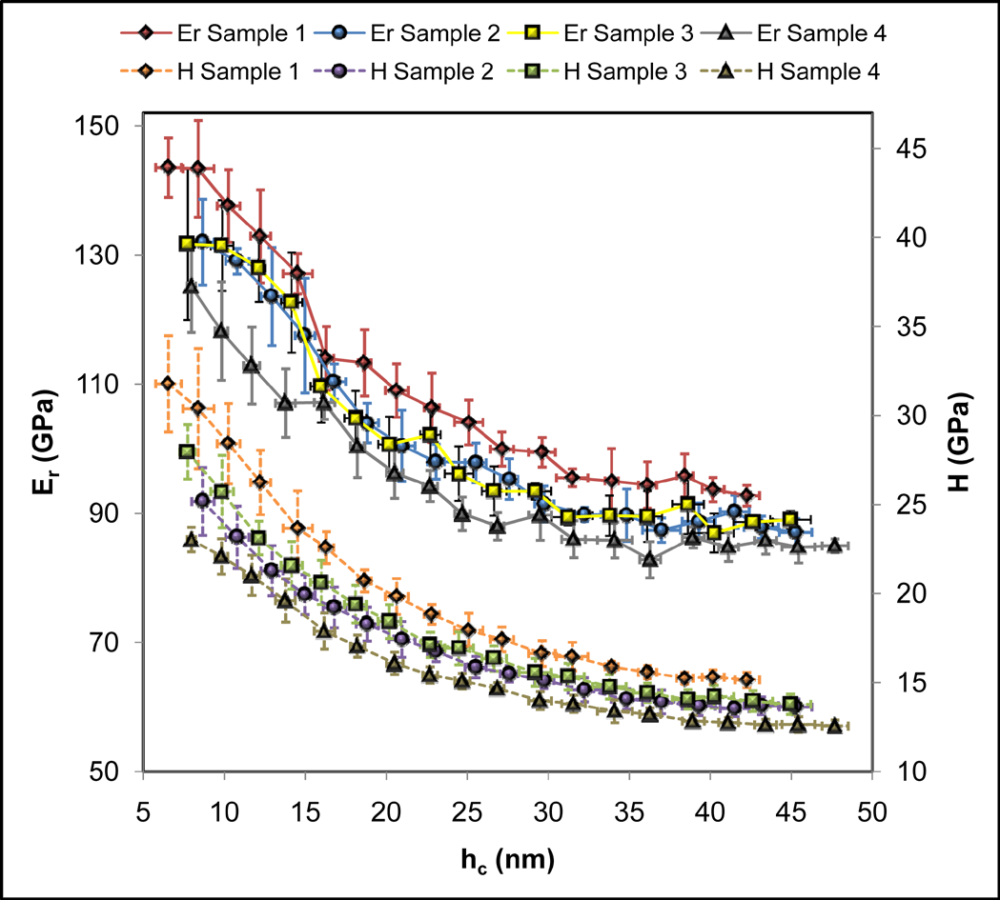 Er Sample 1 Er Sample 2 Er Sample 3 Er Sample 4
H Sample 1 H Sample 2 H Sample 3 H Sample 4
150
130
110
90
70
50
Er (GPa)
45
40
35
30
25
20
15
10
H (GPa)
5 10 15 20 25 30 35 40 45 50
hc (nm)